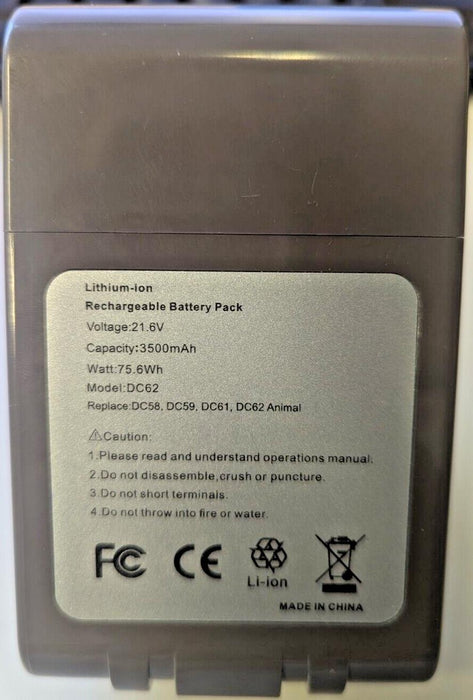 Lithium-ion
Rechargeable Battery Pack
Voltage:21.6V
Capacity:3500mAh
Watt:75.6Wh
Model:DC62
Replace:DC58, DC59, DC61, DC62 Animal
⚠Caution:
1.Please read and understand operations manual.
2.Do not disassemble,crush or puncture.
3.Do not short terminals.
4.Do not throw into fire or water.
FC CE
Li-ion
MADE IN CHINA